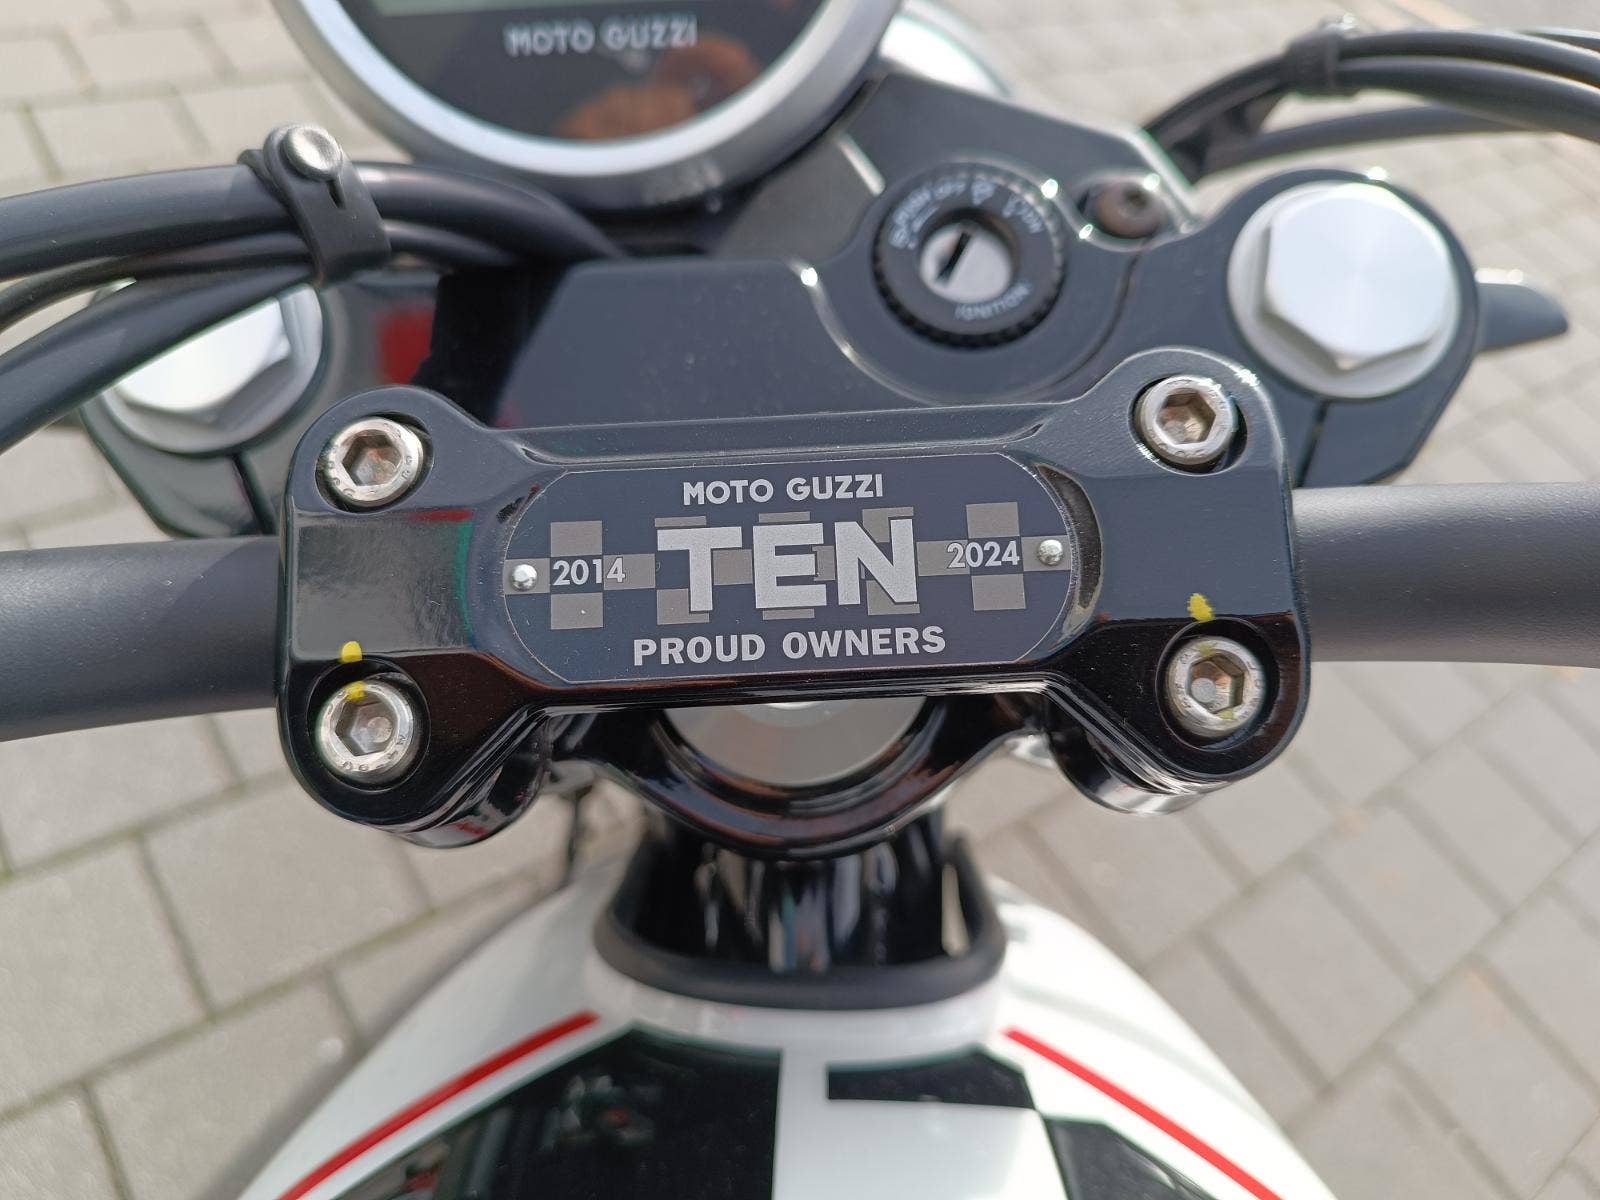 MOTO GUZZI
IGNITION
MOTO GUZZI
2014 TEN 2024
PROUD OWNERS